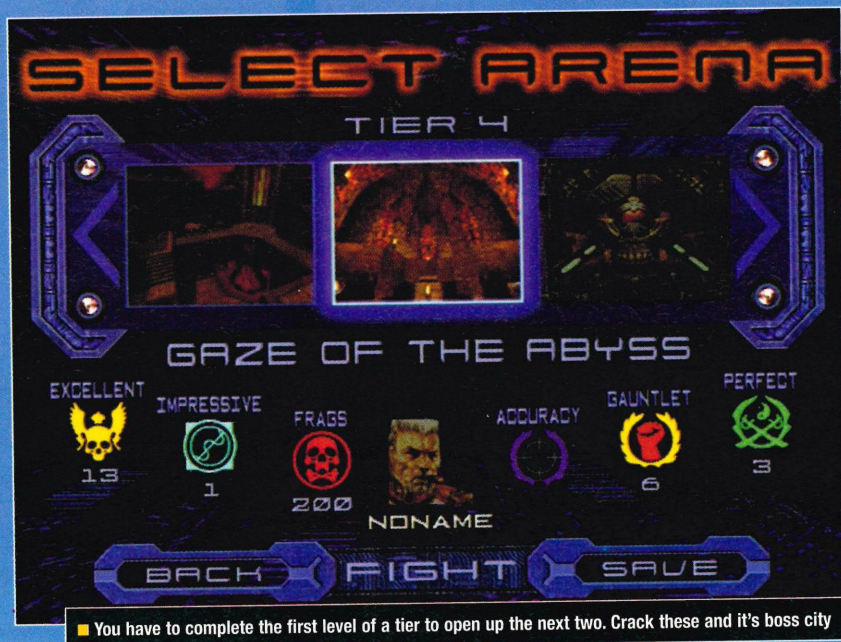 SELECT ARENA
TIER 4
GAZE OF THE ABYSS
EXCELLENT
13
IMPRESSIVE
1
FRAGS
200
NONAME
ACCURACY
GAUNTLET
6
PERFECT
3
BACK
FIGHT
SAVE
You have to complete the first level of a tier to open up the next two. Crack these and it's boss city